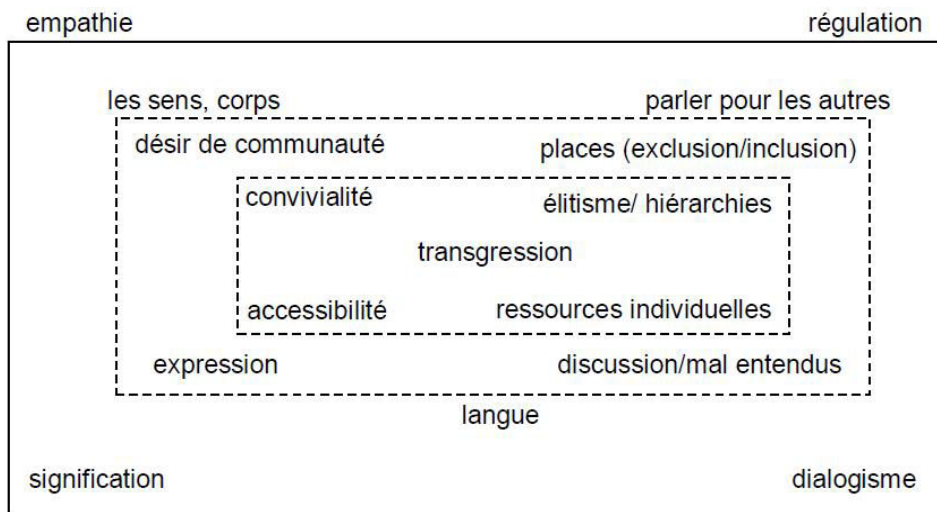 empathie régulation
les sens, corps parler pour les autres
désir de communauté places (exclusion/inclusion)
convivialité élitisme/ hiérarchies
transgression
accessibilité ressources individuelles
expression discussion/mal entendus
langue
signification dialogisme